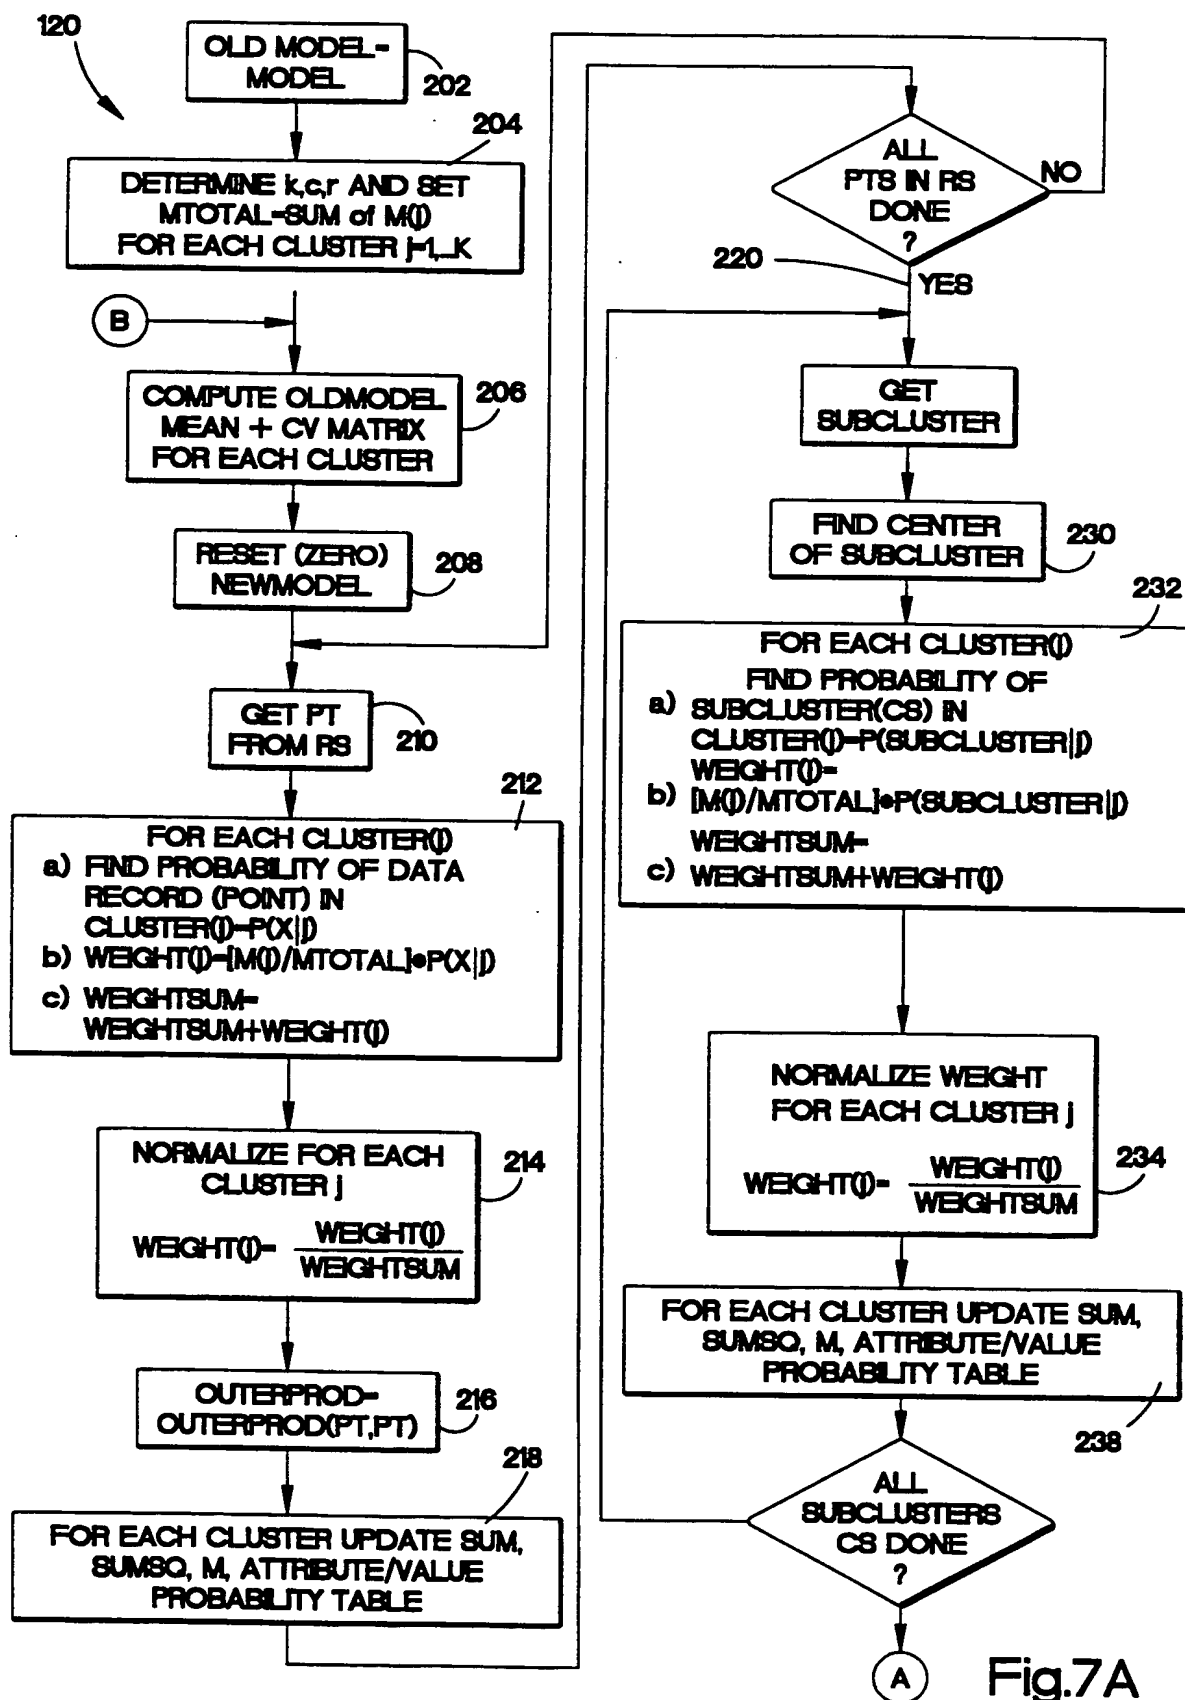 120
OLD MODEL=
MODEL
202
204
DETERMINE k,c,r AND SET
MTOTAL=SUM of M(j)
FOR EACH CLUSTER j=1,...K
B
COMPUTE OLDMODEL
MEAN + CV MATRIX
FOR EACH CLUSTER
206
RESET (ZERO)
NEWMODEL
208
GET PT
FROM RS
210
212
FOR EACH CLUSTER(j)
a) FIND PROBABILITY OF DATA
RECORD (POINT) IN
CLUSTER(j)=P(X|j)
b) WEIGHT(j)=[M(j)/MTOTAL]•P(X|j)
c) WEIGHTSUM=
WEIGHTSUM+WEIGHT(j)
NORMALIZE FOR EACH
CLUSTER j
WEIGHT(j)= WEIGHT(j)
WEIGHTSUM
214
OUTERPROD=
OUTERPROD(PT,PT)
216
218
FOR EACH CLUSTER UPDATE SUM,
SUMSQ, M, ATTRIBUTE/VALUE
PROBABILITY TABLE
ALL
PTS IN RS
DONE
?
NO
220
YES
GET
SUBCLUSTER
FIND CENTER
OF SUBCLUSTER
230
232
FOR EACH CLUSTER(j)
FIND PROBABILITY OF
a) SUBCLUSTER(CS) IN
CLUSTER(j)=P(SUBCLUSTER|j)
WEIGHT(j)=
b) [M(j)/MTOTAL]•P(SUBCLUSTER|j)
WEIGHTSUM=
c) WEIGHTSUM+WEIGHT(j)
NORMALIZE WEIGHT
FOR EACH CLUSTER j
WEIGHT(j)= WEIGHT(j)
WEIGHTSUM
234
FOR EACH CLUSTER UPDATE SUM,
SUMSQ, M, ATTRIBUTE/VALUE
PROBABILITY TABLE
238
ALL
SUBCLUSTERS
CS DONE
?
A
Fig.7A